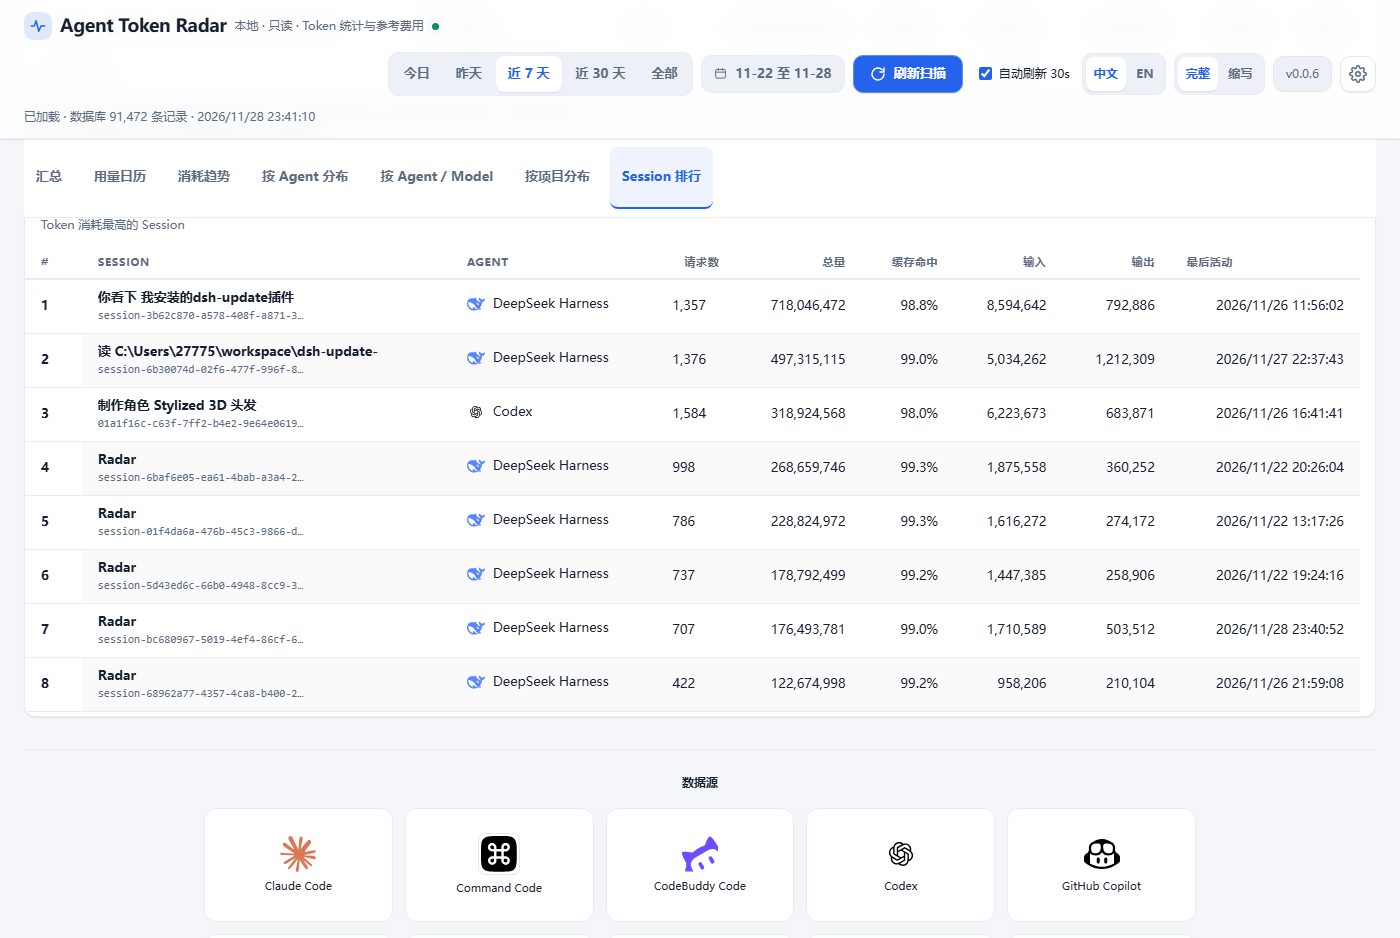 Agent Token Radar 本地 · 只读 · Token 统计与参考费用
今日 昨天 近 7 天 近 30 天 全部 11-22 至 11-28 刷新扫描 自动刷新 30s 中文 EN 完整 缩写 v0.0.6
已加载 · 数据库 91,472 条记录 · 2026/11/28 23:41:10
汇总 用量日历 消耗趋势 按 Agent 分布 按 Agent / Model 按项目分布 Session 排行
Token 消耗最高的 Session
# SESSION AGENT 请求数 总量 缓存命中 输入 输出 最后活动
1 你看下 我安装的dsh-update插件 DeepSeek Harness 1,357 718,046,472 98.8% 8,594,642 792,886 2026/11/26 11:56:02
session-3b62c870-a578-408f-a871-3…
2 读 C:\Users\27775\workspace\dsh-update- DeepSeek Harness 1,376 497,315,115 99.0% 5,034,262 1,212,309 2026/11/27 22:37:43
session-6b30074d-02f6-477f-996f-8…
3 制作角色 Stylized 3D 头发 Codex 1,584 318,924,568 98.0% 6,223,673 683,871 2026/11/26 16:41:41
01a1f16c-c63f-7ff2-b4e2-9e64e0619…
4 Radar DeepSeek Harness 998 268,659,746 99.3% 1,875,558 360,252 2026/11/22 20:26:04
session-6baf6e05-ea61-4bab-a3a4-2…
5 Radar DeepSeek Harness 786 228,824,972 99.3% 1,616,272 274,172 2026/11/22 13:17:26
session-01f4da6a-476b-45c3-9866-d…
6 Radar DeepSeek Harness 737 178,792,499 99.2% 1,447,385 258,906 2026/11/22 19:24:16
session-5d43ed6c-66b0-4948-8cc9-3…
7 Radar DeepSeek Harness 707 176,493,781 99.0% 1,710,589 503,512 2026/11/28 23:40:52
session-bc680967-5019-4ef4-86cf-6…
8 Radar DeepSeek Harness 422 122,674,998 99.2% 958,206 210,104 2026/11/26 21:59:08
session-68962a77-4357-4ca8-b400-2…
数据源
Claude Code Command Code CodeBuddy Code Codex GitHub Copilot